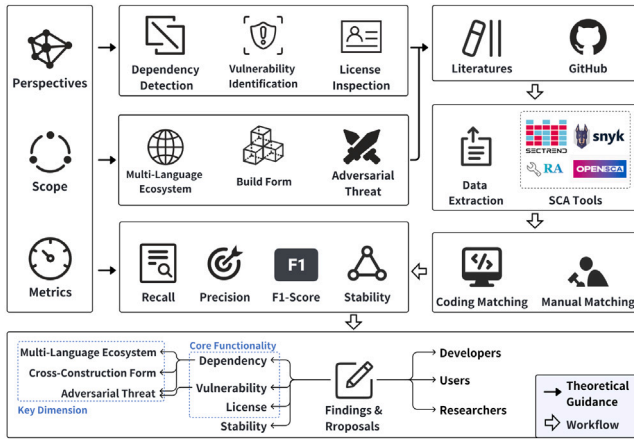 Perspectives
Dependency
Detection
Vulnerability
Identification
License
Inspection
Literatures
GitHub
Scope
Multi-Language
Ecosystem
Build Form
Adversarial
Threat
Data
Extraction
SECTREND
snyk
RA
OPENSCA
SCA Tools
Metrics
Recall
Precision
F1
F1-Score
Stability
Coding Matching
Manual Matching
Multi-Language Ecosystem
Cross-Construction Form
Adversarial Threat
Key Dimension
Core Functionality
Dependency
Vulnerability
License
Stability
Findings &
Proposals
Developers
Users
Researchers
Theoretical
Guidance
Workflow